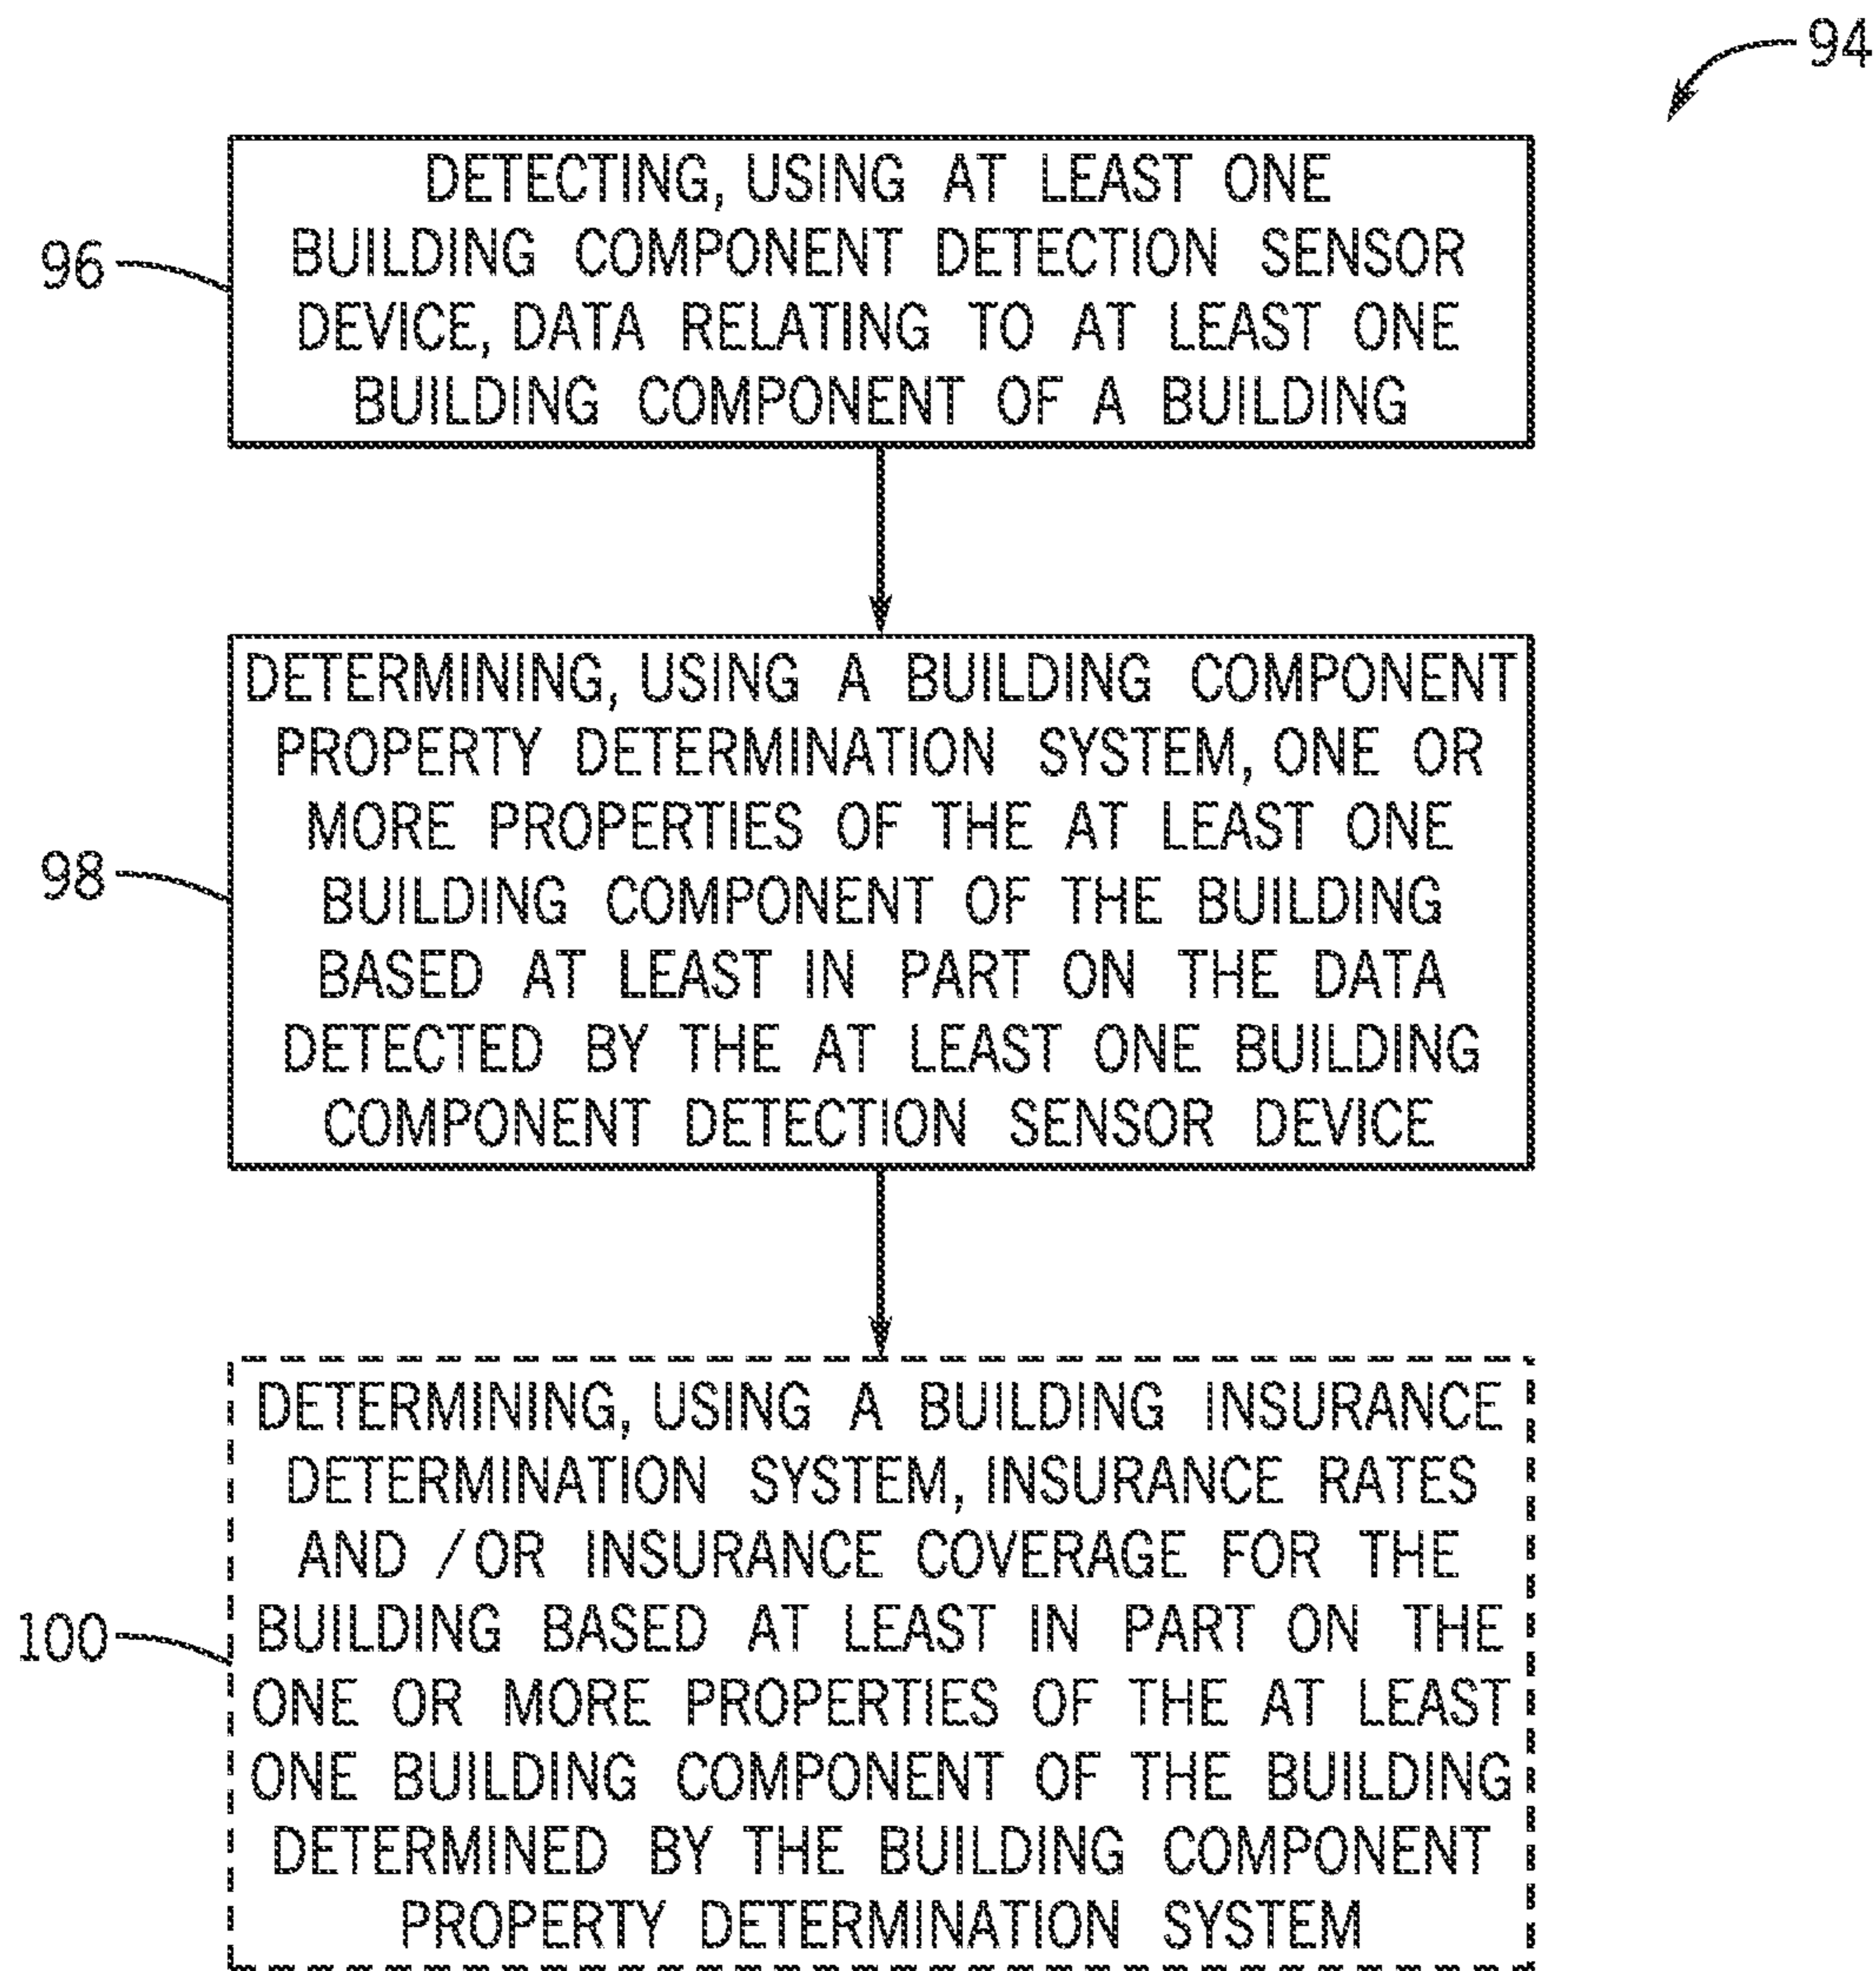 94
96
DETECTING, USING AT LEAST ONE
BUILDING COMPONENT DETECTION SENSOR
DEVICE, DATA RELATING TO AT LEAST ONE
BUILDING COMPONENT OF A BUILDING
98
DETERMINING, USING A BUILDING COMPONENT
PROPERTY DETERMINATION SYSTEM, ONE OR
MORE PROPERTIES OF THE AT LEAST ONE
BUILDING COMPONENT OF THE BUILDING
BASED AT LEAST IN PART ON THE DATA
DETECTED BY THE AT LEAST ONE BUILDING
COMPONENT DETECTION SENSOR DEVICE
100
DETERMINING, USING A BUILDING INSURANCE
DETERMINATION SYSTEM, INSURANCE RATES
AND /OR INSURANCE COVERAGE FOR THE
BUILDING BASED AT LEAST IN PART ON THE
ONE OR MORE PROPERTIES OF THE AT LEAST
ONE BUILDING COMPONENT OF THE BUILDING
DETERMINED BY THE BUILDING COMPONENT
PROPERTY DETERMINATION SYSTEM